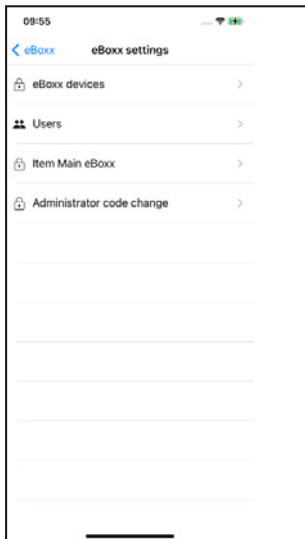 09:55
eBoxx eBoxx settings
eBoxx devices
Users
Item Main eBoxx
Administrator code change